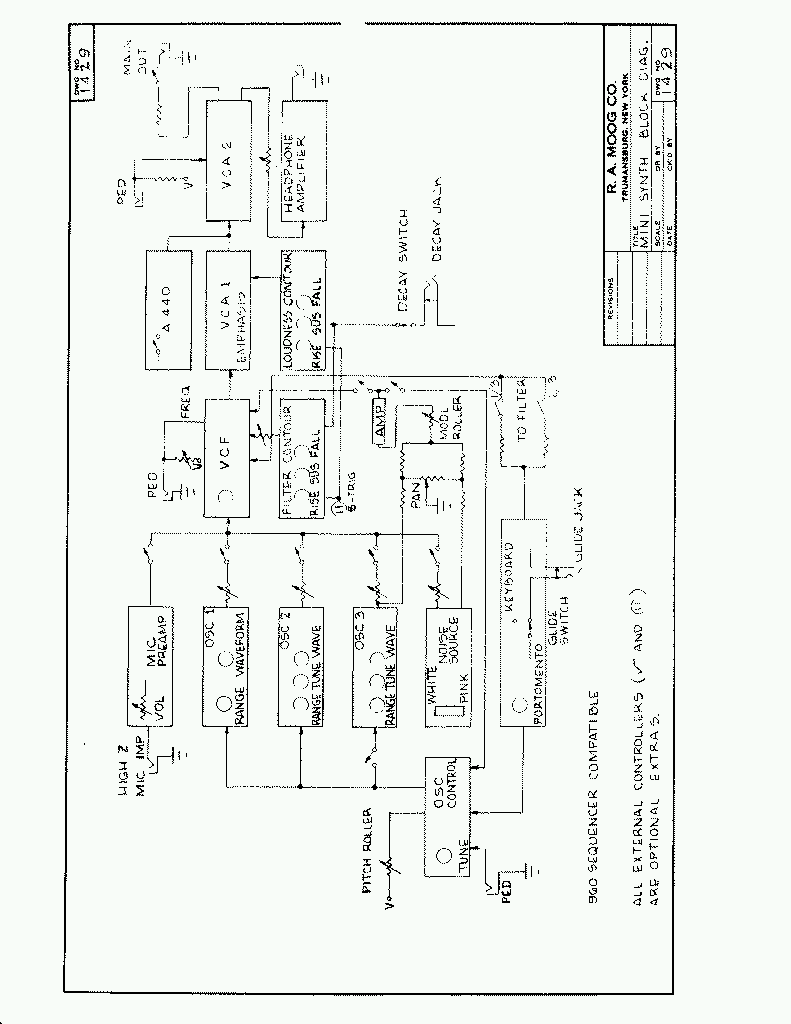 DWG NO
1429
HIGH Z
MIC IMP
MIC
PREAMP
VOL
PED
FREQ
A 440
PED
MAIN
OUT
OSC 1
RANGE WAVEFORM
VCF
VCA 1
EMPHASIS
VCA 2
OSC 2
RANGE TUNE WAVE
FILTER CONTOUR
RISE SUS FALL
S-TRIG
LOUDNESS CONTOUR
RISE SUS FALL
HEADPHONE
AMPLIFIER
PITCH ROLLER
OSC 3
RANGE TUNE WAVE
LAMP
DECAY SWITCH
DECAY JACK
OSC
CONTROL
TUNE
WHITE
PINK
NOISE
SOURCE
PAN
MOD.
ROLLER
PED
PORTOMENTO
KEYBOARD
GLIDE
SWITCH
GLIDE JACK
TO FILTER
1/3
2/3
960 SEQUENCER COMPATIBLE
ALL EXTERNAL CONTROLLERS (✓ AND (T))
ARE OPTIONAL EXTRAS.
REVISIONS
R. A. MOOG CO.
TRUMANSBURG, NEW YORK
TITLE
MINI SYNTH BLOCK DIAG.
SCALE
DR BY
DATE
CK'D BY
DWG NO
1429